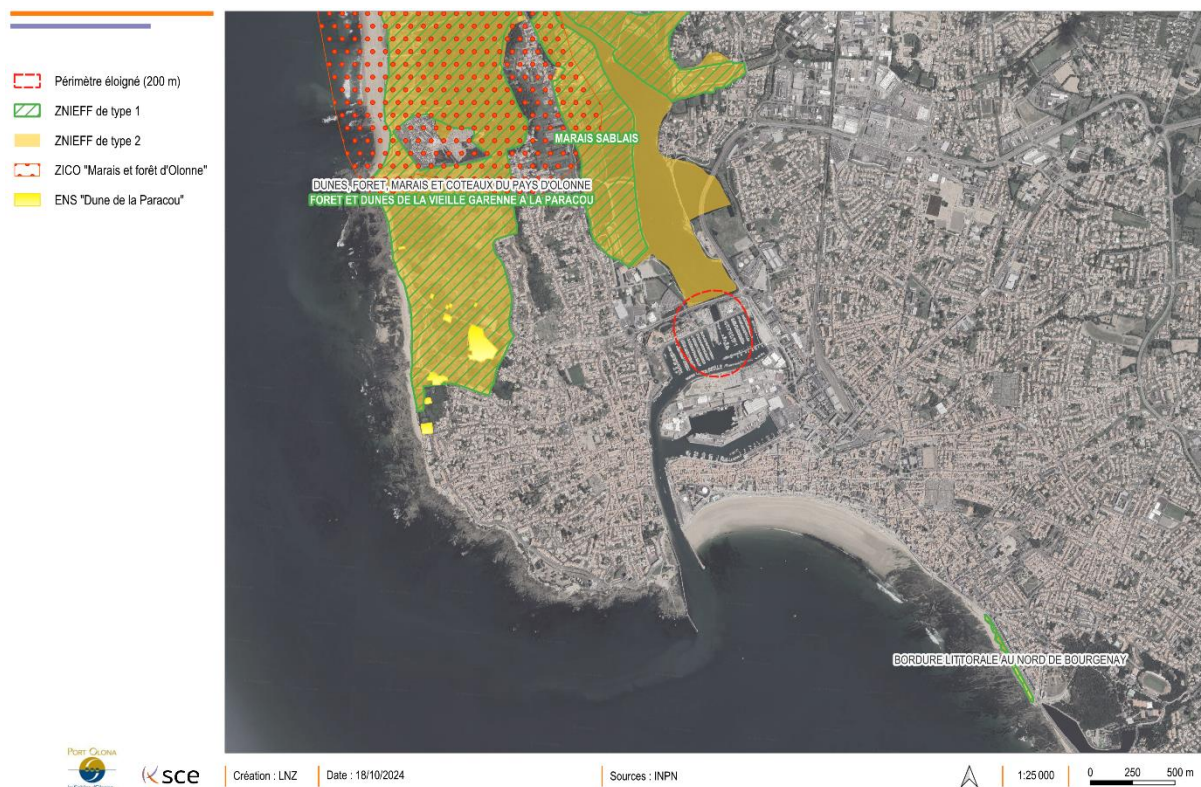 Périmètre éloigné (200 m)
ZNIEFF de type 1
ZNIEFF de type 2
ZICO "Marais et forêt d'Olonne"
ENS "Dune de la Paracou"
MARAIS SABLAIS
DUNES, FORET, MARAIS ET COTEAUX DU PAYS D'OLONNE
FORET ET DUNES DE LA VIEILLE GARENNE A LA PARACOU
BORDURE LITTORALE AU NORD DE BOURGENAY
PORT OLONA
sce
Création : LNZ
Date : 18/10/2024
Sources : INPN
1:25 000
0 250 500 m